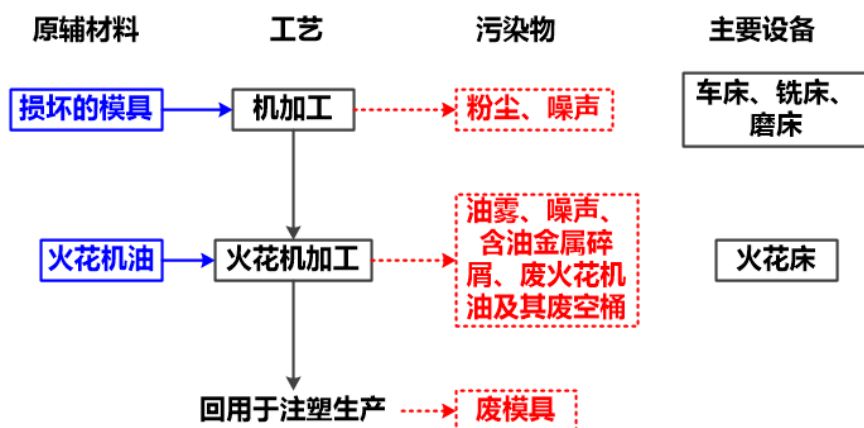 原辅材料 工艺 污染物 主要设备
损坏的模具 机加工 粉尘、噪声
车床、铣床、
磨床
火花机油 火花机加工
油雾、噪声、
含油金属碎
屑、废火花机
油及其废空桶
火花床
回用于注塑生产 废模具